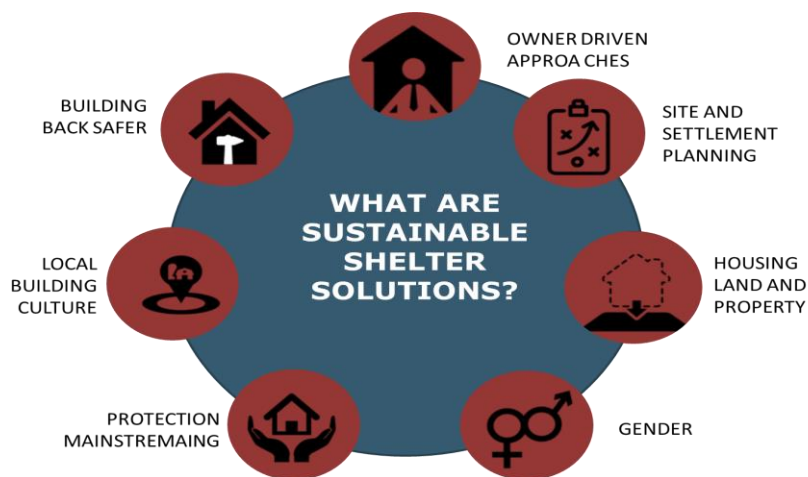 WHAT ARE
SUSTAINABLE
SHELTER
SOLUTIONS?
OWNER DRIVEN
APPROA CHES
SITE AND
SETTLEMENT
PLANNING
HOUSING
LAND AND
PROPERTY
GENDER
PROTECTION
MAINSTREMAING
LOCAL
BUILDING
CULTURE
BUILDING
BACK SAFER